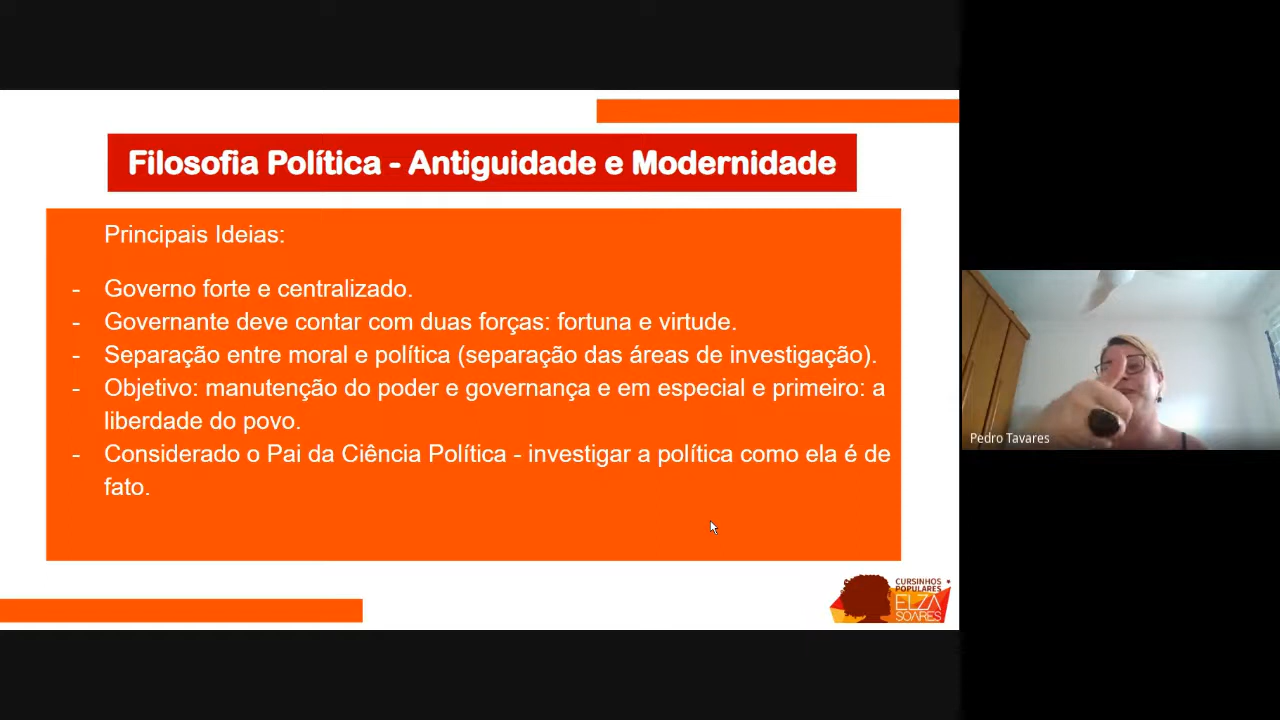 Filosofia Política - Antiguidade e Modernidade
Principais Ideias:
- Governo forte e centralizado.
- Governante deve contar com duas forças: fortuna e virtude.
- Separação entre moral e política (separação das áreas de investigação).
- Objetivo: manutenção do poder e governança e em especial e primeiro: a
liberdade do povo.
- Considerado o Pai da Ciência Política - investigar a política como ela é de
fato.
CURSINHOS
POPULARES
ELZA
SOARES
Pedro Tavares